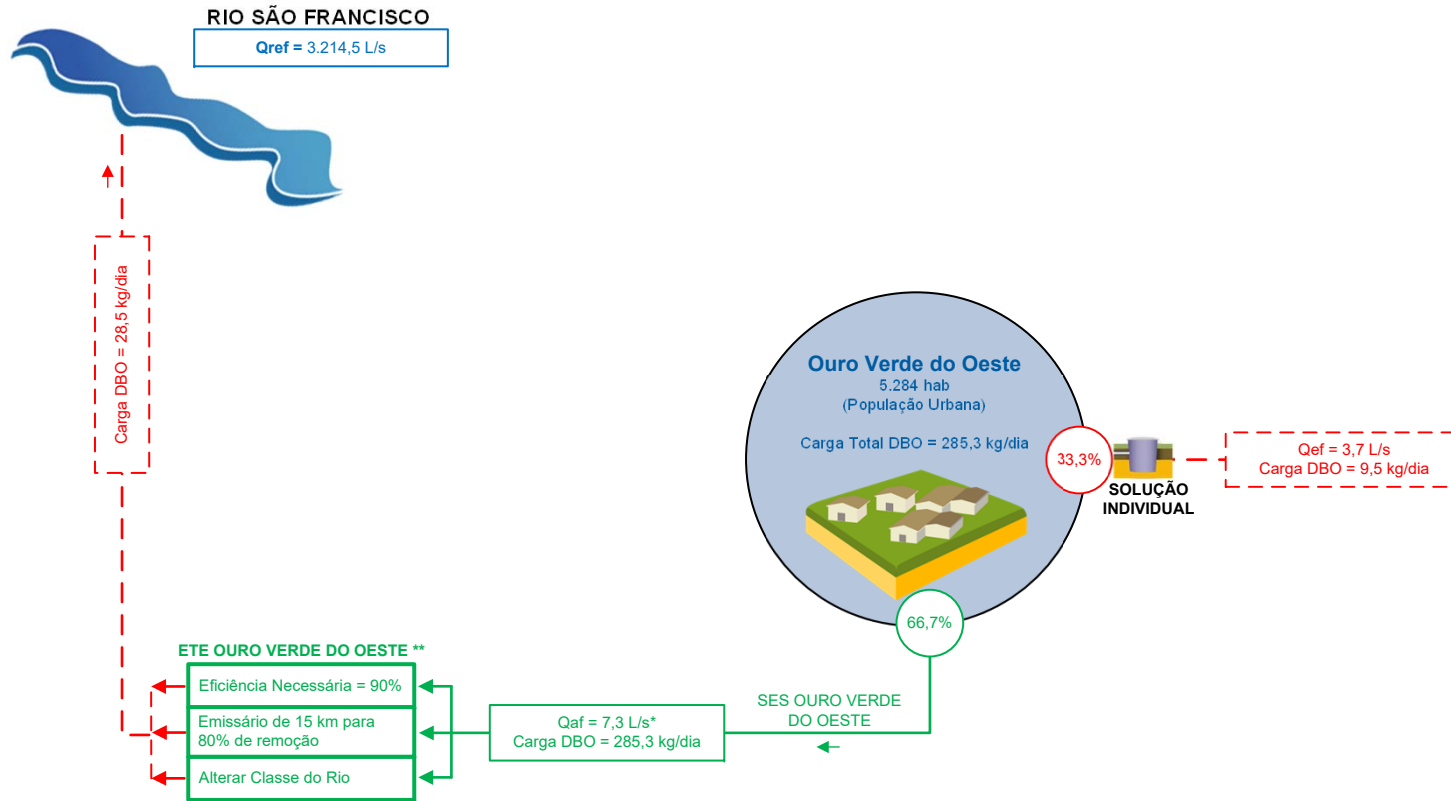 RIO SÃO FRANCISCO
Qref = 3.214,5 L/s
Carga DBO = 28,5 kg/dia
Ouro Verde do Oeste
5.284 hab
(População Urbana)
Carga Total DBO = 285,3 kg/dia
33,3%
SOLUÇÃO
INDIVIDUAL
Qef = 3,7 L/s
Carga DBO = 9,5 kg/dia
66,7%
ETE OURO VERDE DO OESTE **
Eficiência Necessária = 90%
Emissário de 15 km para
80% de remoção
Alterar Classe do Rio
Qaf = 7,3 L/s*
Carga DBO = 285,3 kg/dia
SES OURO VERDE
DO OESTE